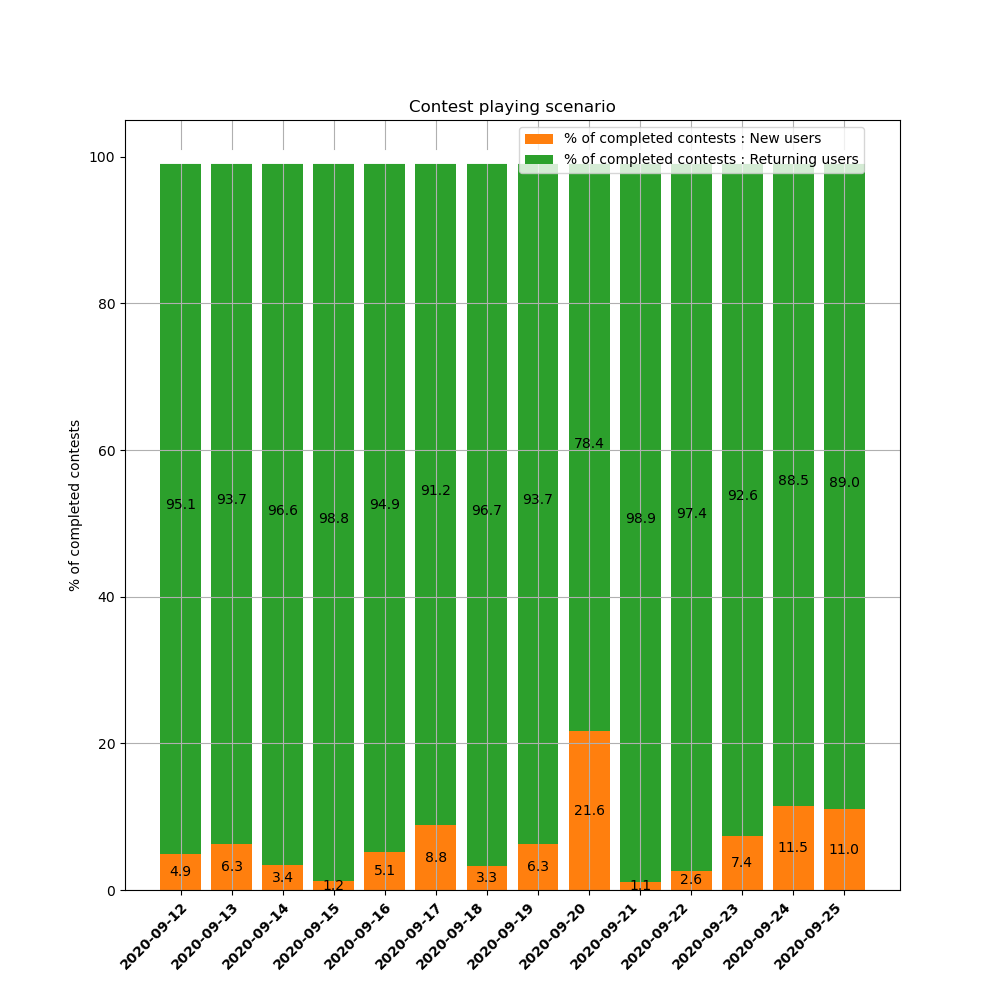 Contest playing scenario
% of completed contests : New users
% of completed contests : Returning users
% of completed contests
100
80
60
40
20
0
95.1 93.7 96.6 98.8 94.9 91.2 96.7 93.7 78.4 98.9 97.4 92.6 88.5 89.0
4.9 6.3 3.4 1.2 5.1 8.8 3.3 6.3 21.6 1.1 2.6 7.4 11.5 11.0
2020-09-12 2020-09-13 2020-09-14 2020-09-15 2020-09-16 2020-09-17 2020-09-18 2020-09-19 2020-09-20 2020-09-21 2020-09-22 2020-09-23 2020-09-24 2020-09-25